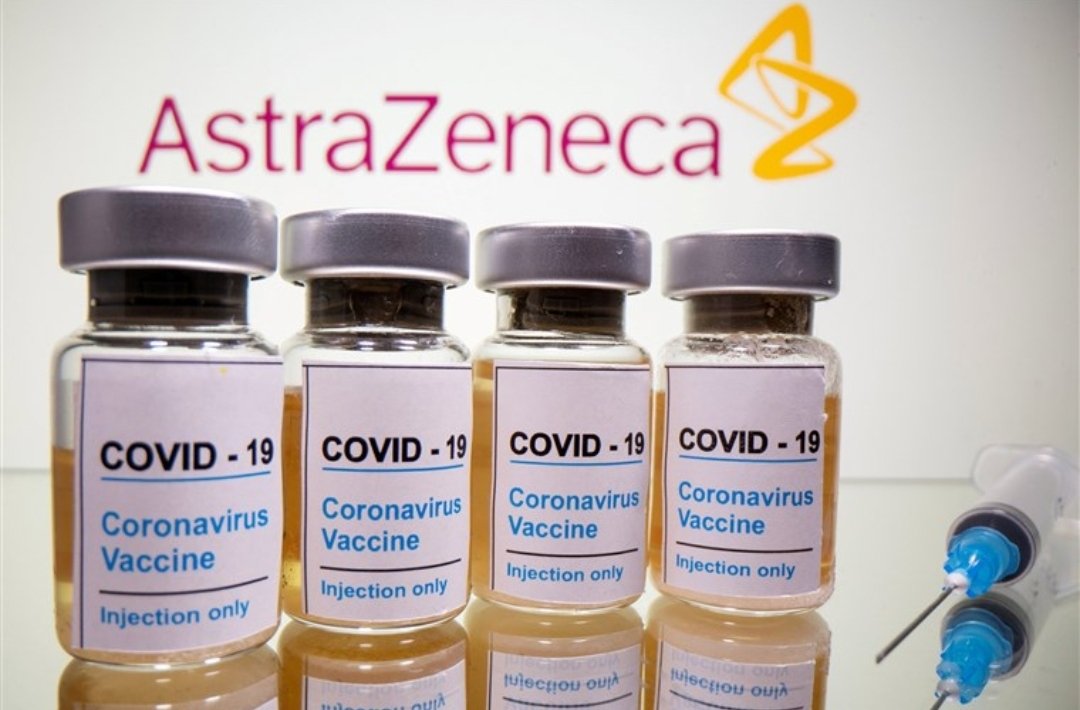 AstraZeneca
COVID - 19
Coronavirus
Vaccine
Injection only
COVID - 19
Coronavirus
Vaccine
Injection only
COVID - 19
Coronavirus
Vaccine
Injection only
COVID - 19
Coronavirus
Vaccine
Injection only